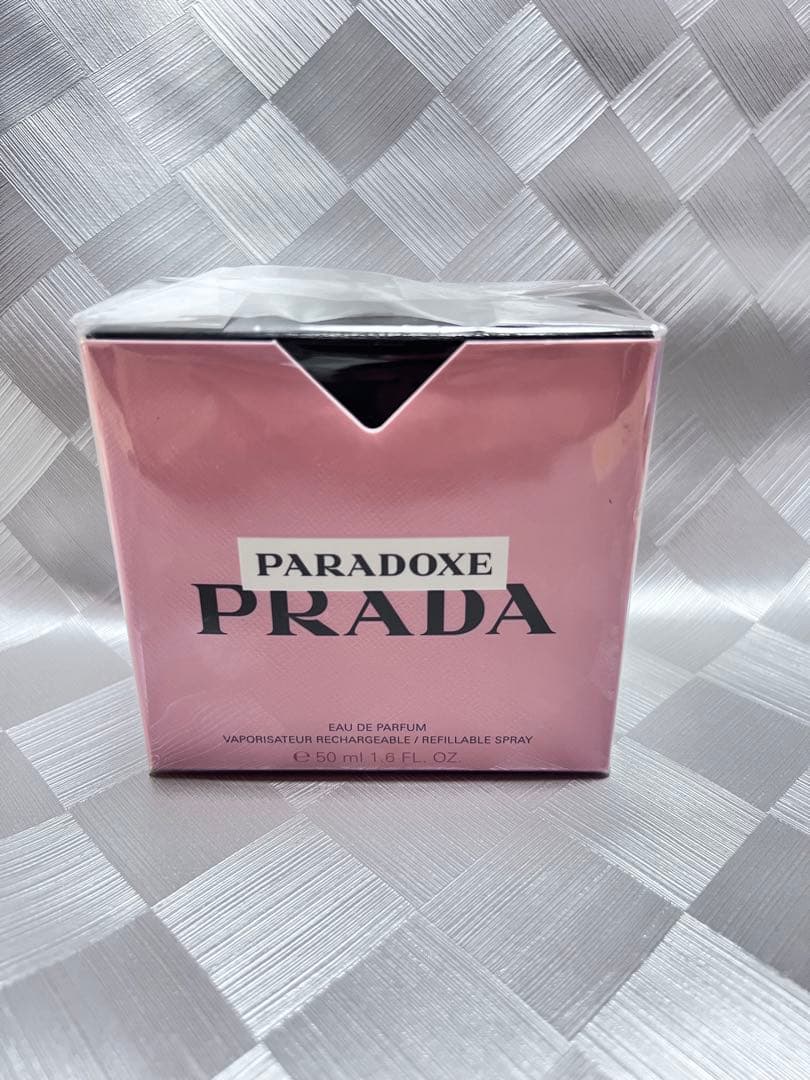 PARADOXE
PRADA
EAU DE PARFUM
VAPORISATEUR RECHARGEABLE / REFILLABLE SPRAY
℮ 50 ml 1.6 FL. OZ.